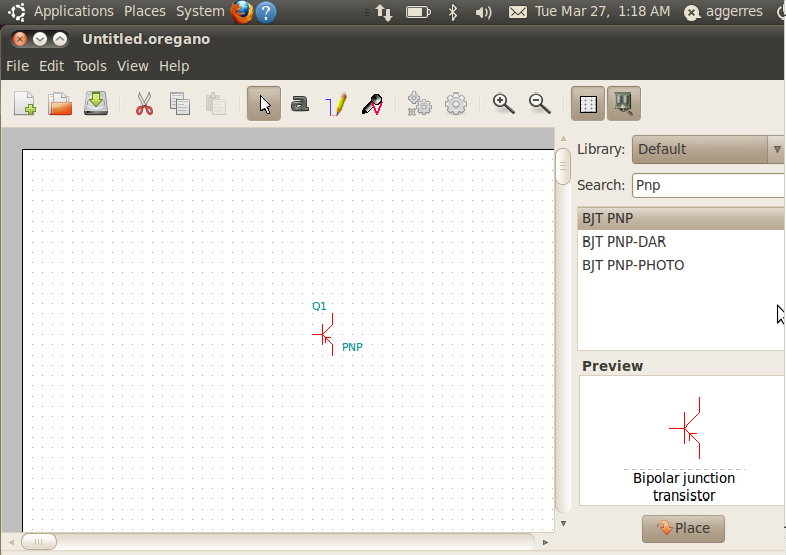 Applications Places System ? Tue Mar 27, 1:18 AM aggerres
Untitled.oregano
File Edit Tools View Help
a
Library: Default
Search: Pnp
BJT PNP
BJT PNP-DAR
BJT PNP-PHOTO
Q1
PNP
Preview
Bipolar junction
transistor
Place